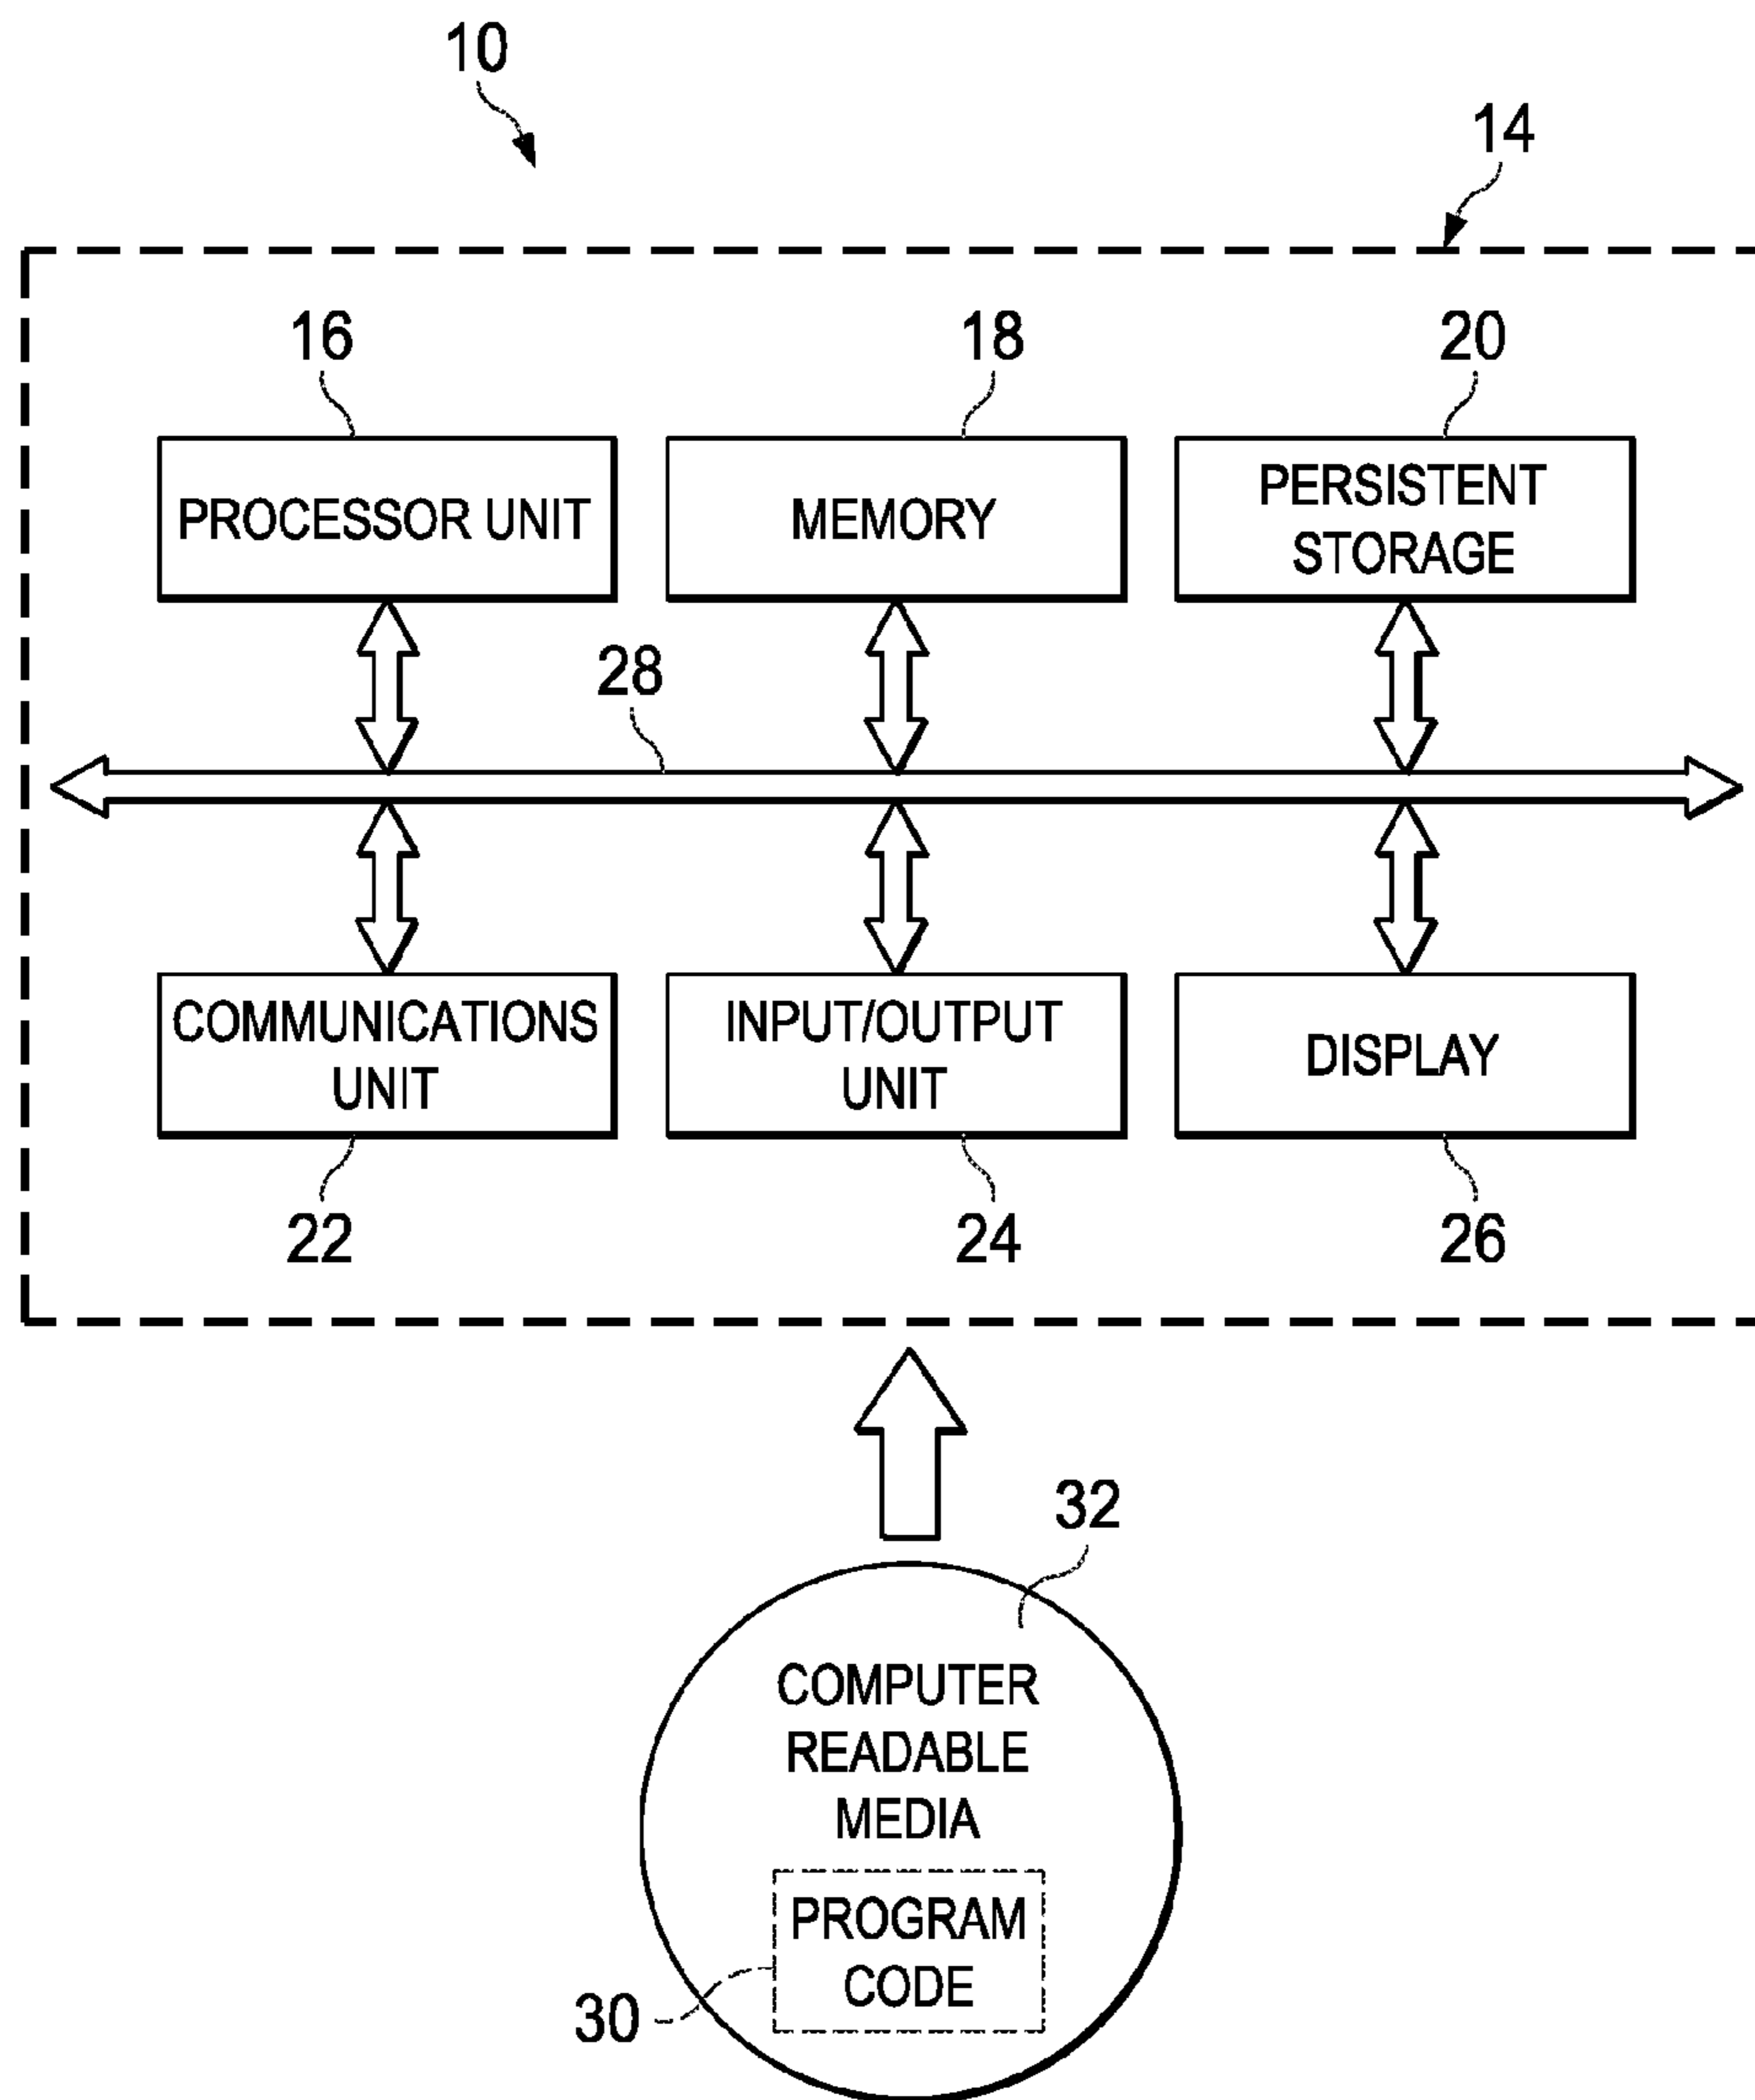 10
14
16
18
20
PROCESSOR UNIT
MEMORY
PERSISTENT
STORAGE
28
COMMUNICATIONS
UNIT
INPUT/OUTPUT
UNIT
DISPLAY
22
24
26
32
COMPUTER
READABLE
MEDIA
PROGRAM
CODE
30